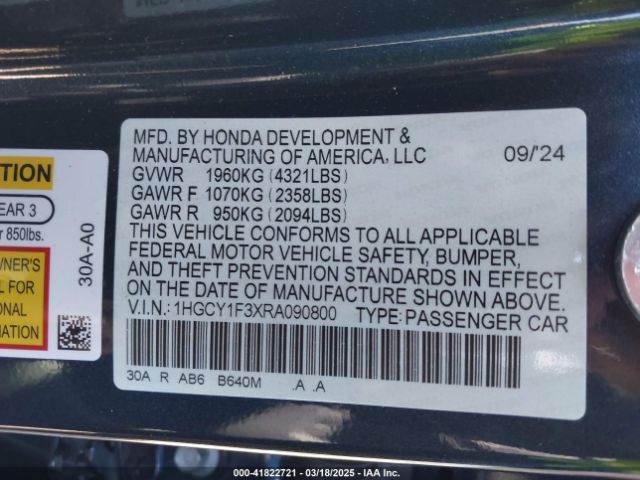 MFD. BY HONDA DEVELOPMENT &
MANUFACTURING OF AMERICA, LLC 09/'24
GVWR 1960KG (4321LBS)
GAWR F 1070KG (2358LBS)
GAWR R 950KG (2094LBS)
THIS VEHICLE CONFORMS TO ALL APPLICABLE
FEDERAL MOTOR VEHICLE SAFETY, BUMPER,
AND THEFT PREVENTION STANDARDS IN EFFECT
ON THE DATE OF MANUFACTURE SHOWN ABOVE.
V.I.N.: 1HGCY1F3XRA090800 TYPE: PASSENGER CAR
30A R AB6 B640M .A .A
TION
EAR 3
850lbs.
NER'S
FOR
ONAL
MATION
30A-A0
000-41822721 - 03/18/2025 - IAA Inc.